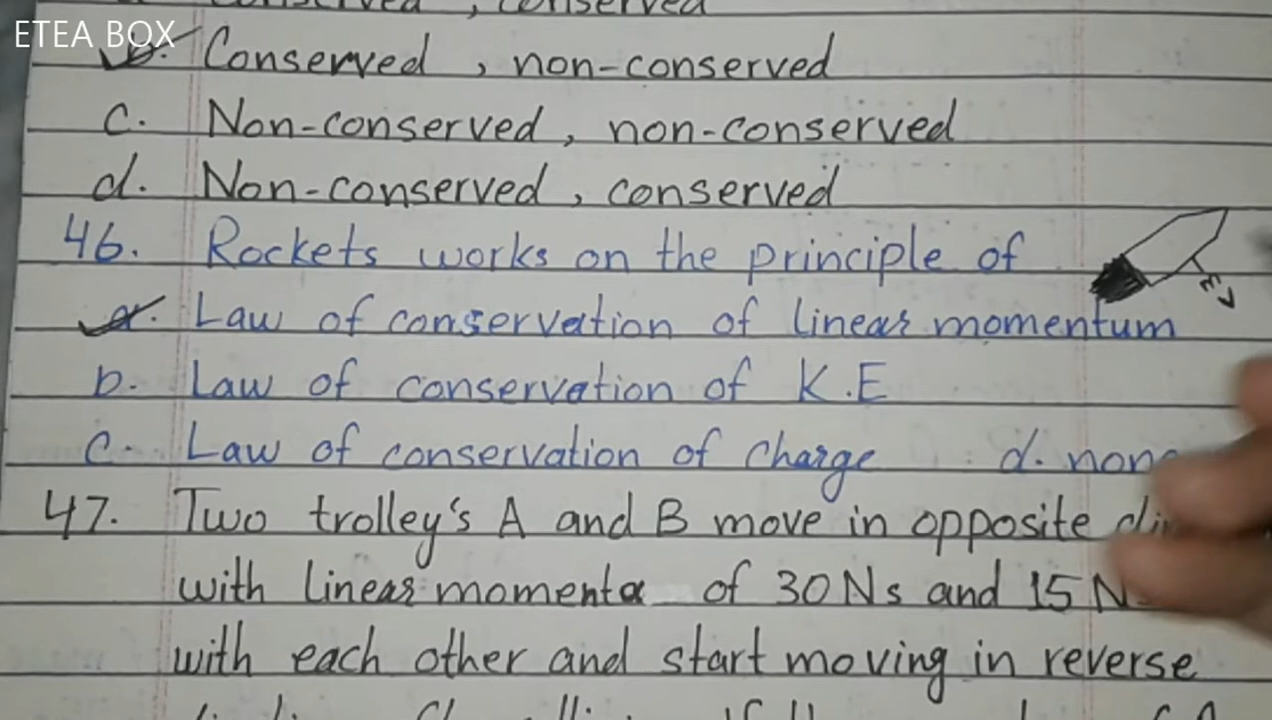 conserved, conserved
ETEA BOX
b. Conserved, non-conserved
c. Non-conserved, non-conserved
d. Non-conserved, conserved
46. Rockets works on the principle of
a. Law of conservation of linear momentum
b. Law of conservation of K.E
c. Law of conservation of charge d. none
47. Two trolley's A and B move in opposite
with linear momenta of 30 Ns and 15
with each other and start moving in reverse